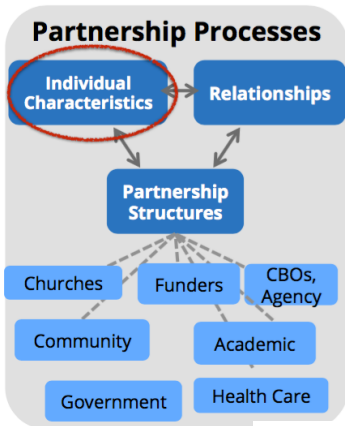 Partnership Processes
Individual
Characteristics
Relationships
Partnership
Structures
Churches
Funders
CBOs,
Agency
Community
Academic
Government
Health Care